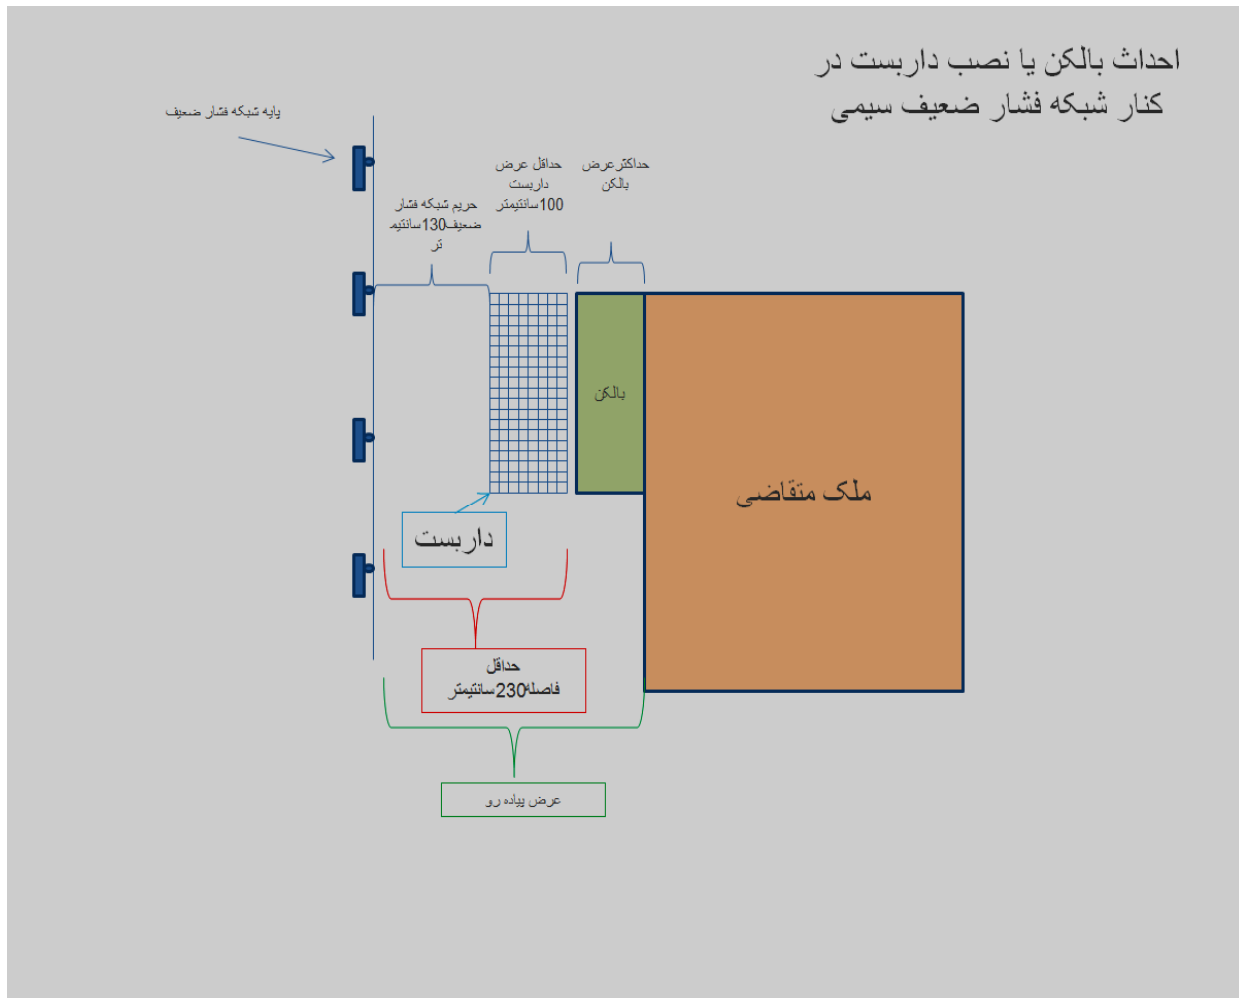 احداث بالکن یا نصب داربست در
کنار شبکه فشار ضعیف سیمی
پایه شبکه فشار ضعیف
حداکثرعرض
بالکن
حداقل عرض
داربست
100سانتیمتر
حریم شبکه فشار
ضعیف130سانتیم
تر
بالکن
ملک متقاضی
داربست
حداقل
فاصله230سانتیمتر
عرض پیاده رو